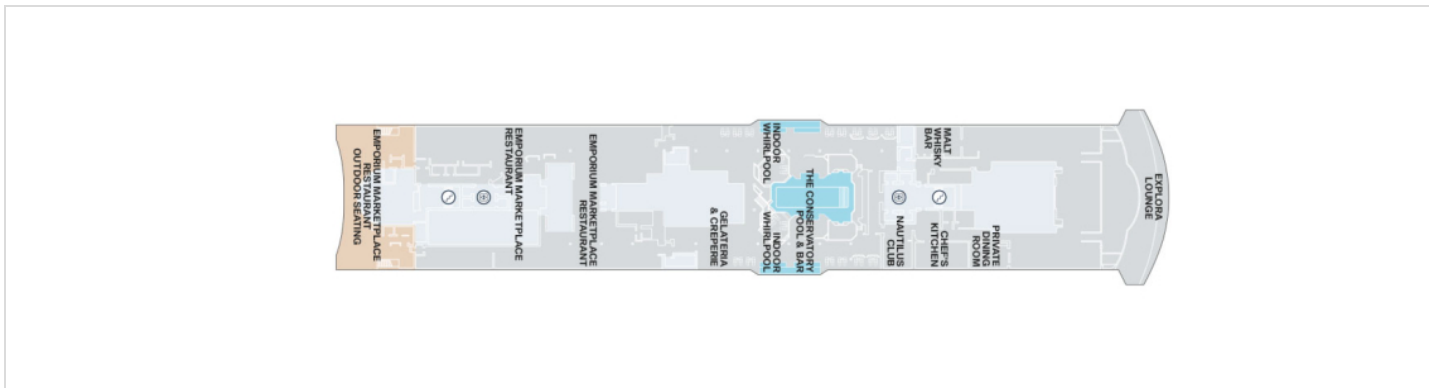 EMPORIUM MARKETPLACE
RESTAURANT
OUTDOOR SEATING
EMPORIUM MARKETPLACE
RESTAURANT
EMPORIUM MARKETPLACE
RESTAURANT
GELATERIA
& CREPERIE
INDOOR
WHIRLPOOL
INDOOR
WHIRLPOOL
THE CONSERVATORY
POOL & BAR
NAUTILUS
CLUB
MALT
WHISKY
BAR
CHEF'S
KITCHEN
PRIVATE
DINING
ROOM
EXPLORA
LOUNGE